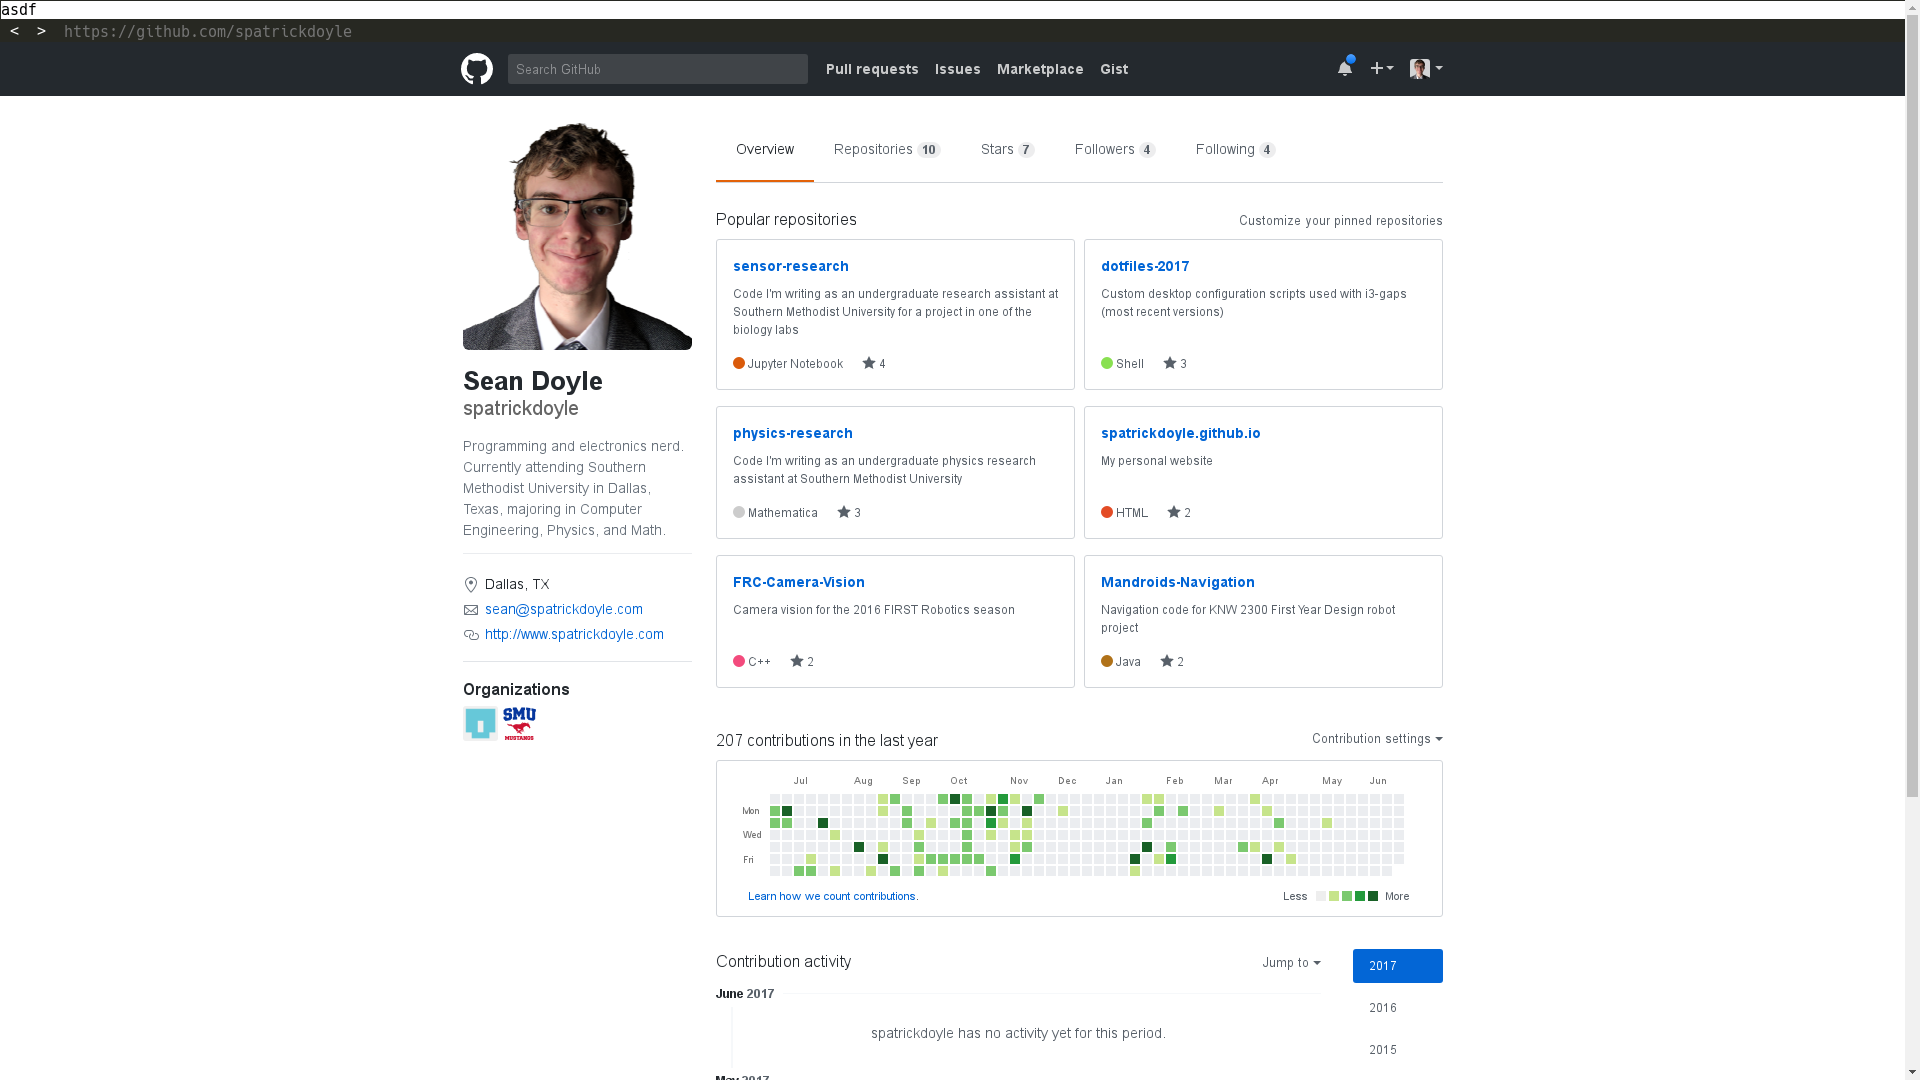 asdf
< > https://github.com/spatrickdoyle
Search GitHub Pull requests Issues Marketplace Gist
Overview Repositories 10 Stars 7 Followers 4 Following 4
Sean Doyle
spatrickdoyle
Programming and electronics nerd.
Currently attending Southern
Methodist University in Dallas,
Texas, majoring in Computer
Engineering, Physics, and Math.
Dallas, TX
sean@spatrickdoyle.com
http://www.spatrickdoyle.com
Organizations
SMU
MUSTANGS
Popular repositories Customize your pinned repositories
sensor-research
Code I'm writing as an undergraduate research assistant at
Southern Methodist University for a project in one of the
biology labs
Jupyter Notebook 4
dotfiles-2017
Custom desktop configuration scripts used with i3-gaps
(most recent versions)
Shell 3
physics-research
Code I'm writing as an undergraduate physics research
assistant at Southern Methodist University
Mathematica 3
spatrickdoyle.github.io
My personal website
HTML 2
FRC-Camera-Vision
Camera vision for the 2016 FIRST Robotics season
C++ 2
Mandroids-Navigation
Navigation code for KNW 2300 First Year Design robot
project
Java 2
207 contributions in the last year Contribution settings
Jul Aug Sep Oct Nov Dec Jan Feb Mar Apr May Jun
Mon
Wed
Fri
Learn how we count contributions. Less More
Contribution activity Jump to
2017
2016
2015
June 2017
spatrickdoyle has no activity yet for this period.
May 2017